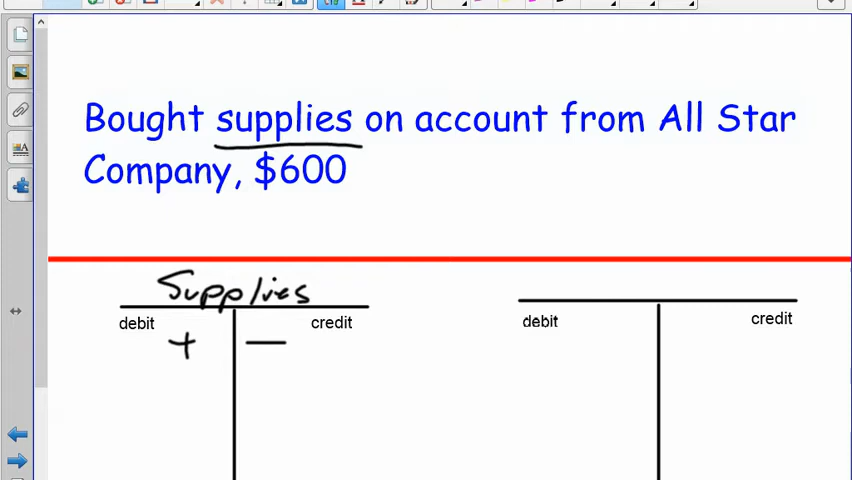 Bought supplies on account from All Star
Company, $600
Supplies
debit credit debit credit
+ —